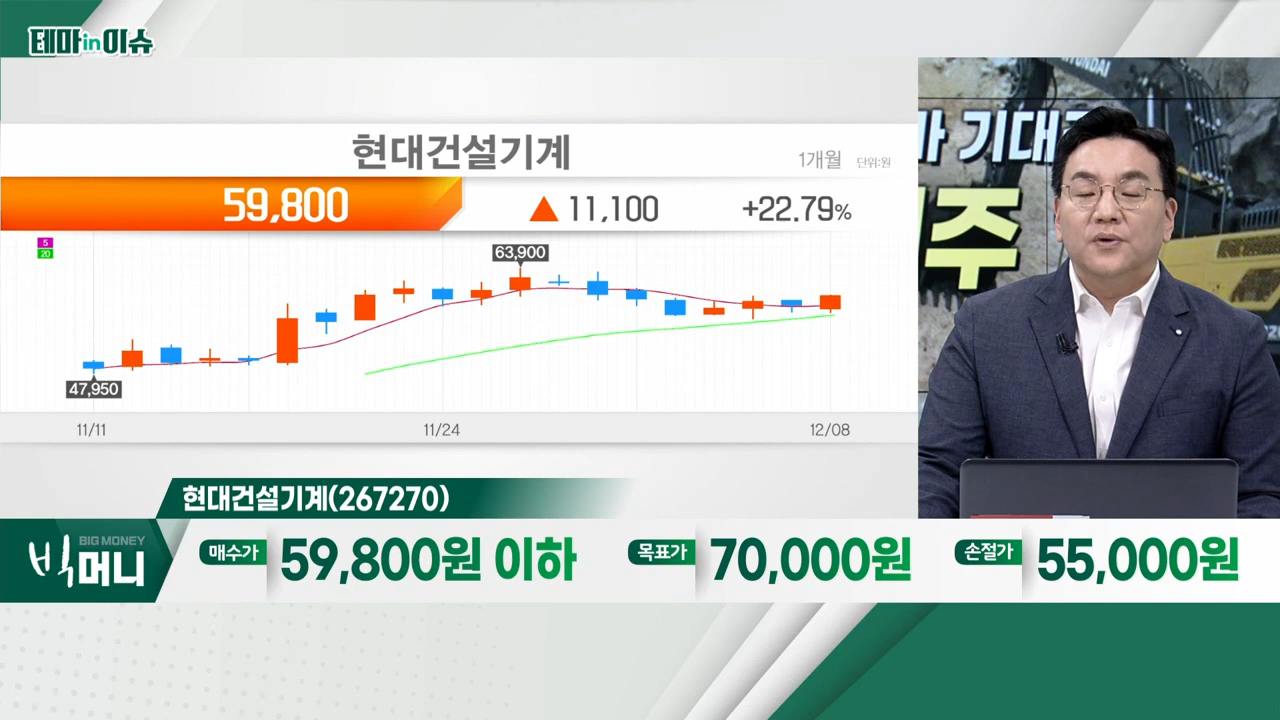 테마in이슈
현대건설기계
1개월 단위:원
59,800 ▲ 11,100 +22.79%
5
20
63,900
47,950
11/11 11/24 12/08
HYUNDAI
기대
주
현대건설기계(267270)
BIG MONEY
빅머니
매수가 59,800원 이하 목표가 70,000원 손절가 55,000원